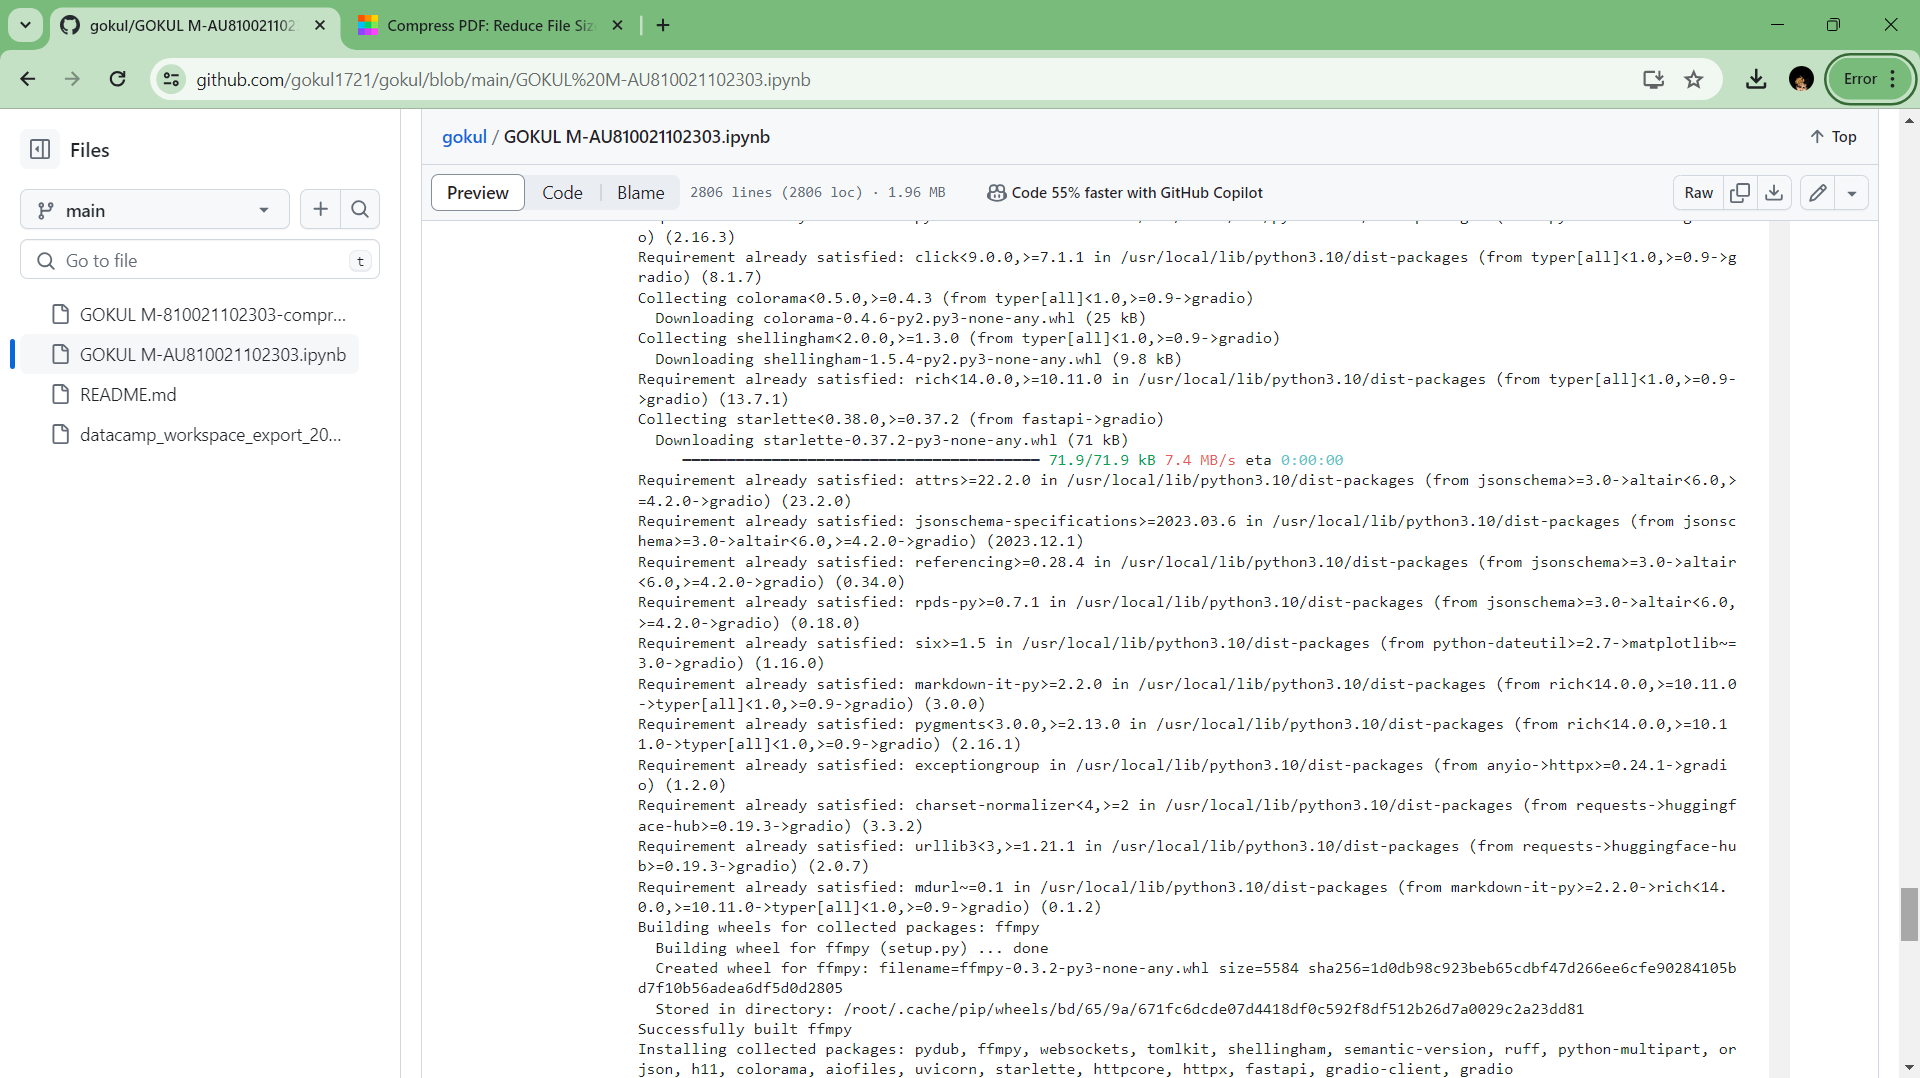 gokul/GOKUL M-AU810021102
Compress PDF: Reduce File Siz
github.com/gokul1721/gokul/blob/main/GOKUL%20M-AU810021102303.ipynb
Error
Files
main
Go to file
t
GOKUL M-810021102303-compr...
GOKUL M-AU810021102303.ipynb
README.md
datacamp_workspace_export_20...
gokul / GOKUL M-AU810021102303.ipynb
Top
Preview Code Blame 2806 lines (2806 loc) · 1.96 MB Code 55% faster with GitHub Copilot Raw
o) (2.16.3)
Requirement already satisfied: click<9.0.0,>=7.1.1 in /usr/local/lib/python3.10/dist-packages (from typer[all]<1.0,>=0.9->g
radio) (8.1.7)
Collecting colorama<0.5.0,>=0.4.3 (from typer[all]<1.0,>=0.9->gradio)
Downloading colorama-0.4.6-py2.py3-none-any.whl (25 kB)
Collecting shellingham<2.0.0,>=1.3.0 (from typer[all]<1.0,>=0.9->gradio)
Downloading shellingham-1.5.4-py2.py3-none-any.whl (9.8 kB)
Requirement already satisfied: rich<14.0.0,>=10.11.0 in /usr/local/lib/python3.10/dist-packages (from typer[all]<1.0,>=0.9-
>gradio) (13.7.1)
Collecting starlette<0.38.0,>=0.37.2 (from fastapi->gradio)
Downloading starlette-0.37.2-py3-none-any.whl (71 kB)
71.9/71.9 kB 7.4 MB/s eta 0:00:00
Requirement already satisfied: attrs>=22.2.0 in /usr/local/lib/python3.10/dist-packages (from jsonschema>=3.0->altair<6.0,>
=4.2.0->gradio) (23.2.0)
Requirement already satisfied: jsonschema-specifications>=2023.03.6 in /usr/local/lib/python3.10/dist-packages (from jsonsc
hema>=3.0->altair<6.0,>=4.2.0->gradio) (2023.12.1)
Requirement already satisfied: referencing>=0.28.4 in /usr/local/lib/python3.10/dist-packages (from jsonschema>=3.0->altair
<6.0,>=4.2.0->gradio) (0.34.0)
Requirement already satisfied: rpds-py>=0.7.1 in /usr/local/lib/python3.10/dist-packages (from jsonschema>=3.0->altair<6.0,
>=4.2.0->gradio) (0.18.0)
Requirement already satisfied: six>=1.5 in /usr/local/lib/python3.10/dist-packages (from python-dateutil>=2.7->matplotlib~=
3.0->gradio) (1.16.0)
Requirement already satisfied: markdown-it-py>=2.2.0 in /usr/local/lib/python3.10/dist-packages (from rich<14.0.0,>=10.11.0
->typer[all]<1.0,>=0.9->gradio) (3.0.0)
Requirement already satisfied: pygments<3.0.0,>=2.13.0 in /usr/local/lib/python3.10/dist-packages (from rich<14.0.0,>=10.1
1.0->typer[all]<1.0,>=0.9->gradio) (2.16.1)
Requirement already satisfied: exceptiongroup in /usr/local/lib/python3.10/dist-packages (from anyio->httpx>=0.24.1->gradi
o) (1.2.0)
Requirement already satisfied: charset-normalizer<4,>=2 in /usr/local/lib/python3.10/dist-packages (from requests->huggingf
ace-hub>=0.19.3->gradio) (3.3.2)
Requirement already satisfied: urllib3<3,>=1.21.1 in /usr/local/lib/python3.10/dist-packages (from requests->huggingface-hu
b>=0.19.3->gradio) (2.0.7)
Requirement already satisfied: mdurl~=0.1 in /usr/local/lib/python3.10/dist-packages (from markdown-it-py>=2.2.0->rich<14.
0.0,>=10.11.0->typer[all]<1.0,>=0.9->gradio) (0.1.2)
Building wheels for collected packages: ffmpy
Building wheel for ffmpy (setup.py) ... done
Created wheel for ffmpy: filename=ffmpy-0.3.2-py3-none-any.whl size=5584 sha256=1d0db98c923beb65cdbf47d266ee6cfe90284105b
d7f10b56adea6df5d0d2805
Stored in directory: /root/.cache/pip/wheels/bd/65/9a/671fc6dcde07d4418df0c592f8df512b26d7a0029c2a23dd81
Successfully built ffmpy
Installing collected packages: pydub, ffmpy, websockets, tomlkit, shellingham, semantic-version, ruff, python-multipart, or
json, h11, colorama, aiofiles, uvicorn, starlette, httpcore, httpx, fastapi, gradio-client, gradio